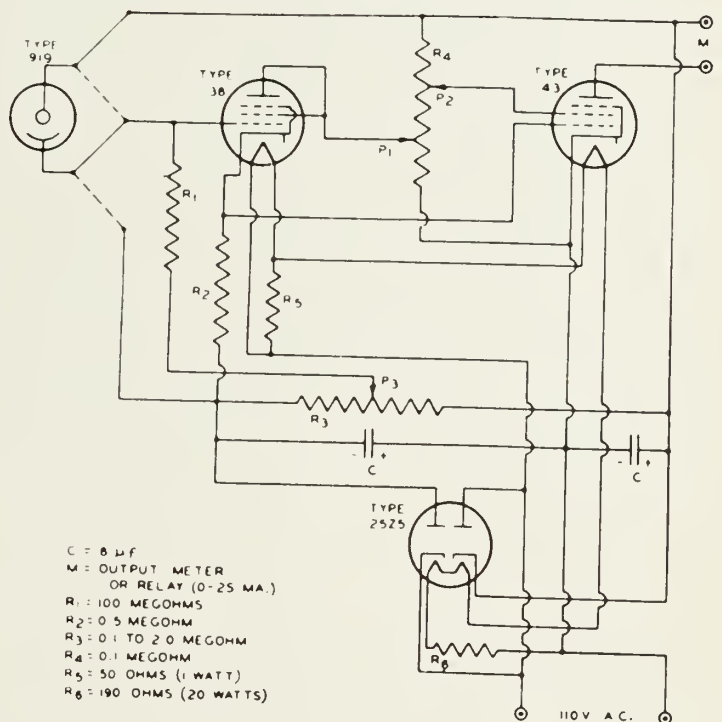 TYPE
919
TYPE
38
R4
P2
TYPE
43
M
P1
R1
R2
R5
P3
R3
- +
C
- +
C
TYPE
25Z5
R6
C = 8 µF
M = OUTPUT METER
OR RELAY (0-25 MA.)
R1 = 100 MEGOHMS
R2 = 0.5 MEGOHM
R3 = 0.1 TO 2.0 MEGOHM
R4 = 0.1 MEGOHM
R5 = 50 OHMS (1 WATT)
R6 = 190 OHMS (20 WATTS)
110V A.C.